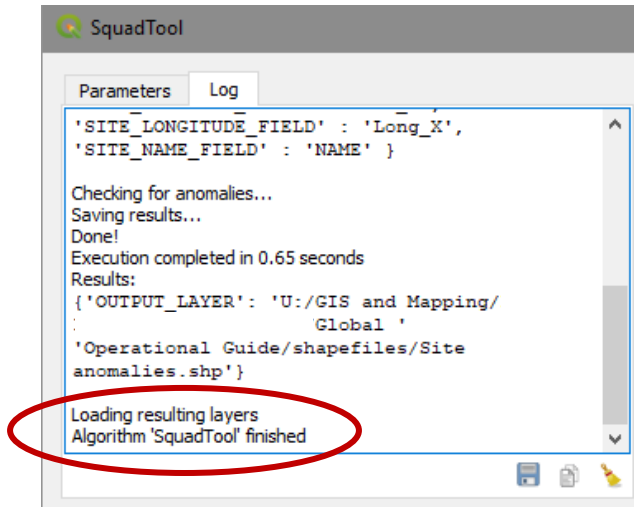 SquadTool
Parameters Log
'SITE_LONGITUDE_FIELD' : 'Long_X',
'SITE_NAME_FIELD' : 'NAME' }
Checking for anomalies...
Saving results...
Done!
Execution completed in 0.65 seconds
Results:
{'OUTPUT_LAYER': 'U:/GIS and Mapping/
Global '
'Operational Guide/shapefiles/Site
anomalies.shp'}
Loading resulting layers
Algorithm 'SquadTool' finished